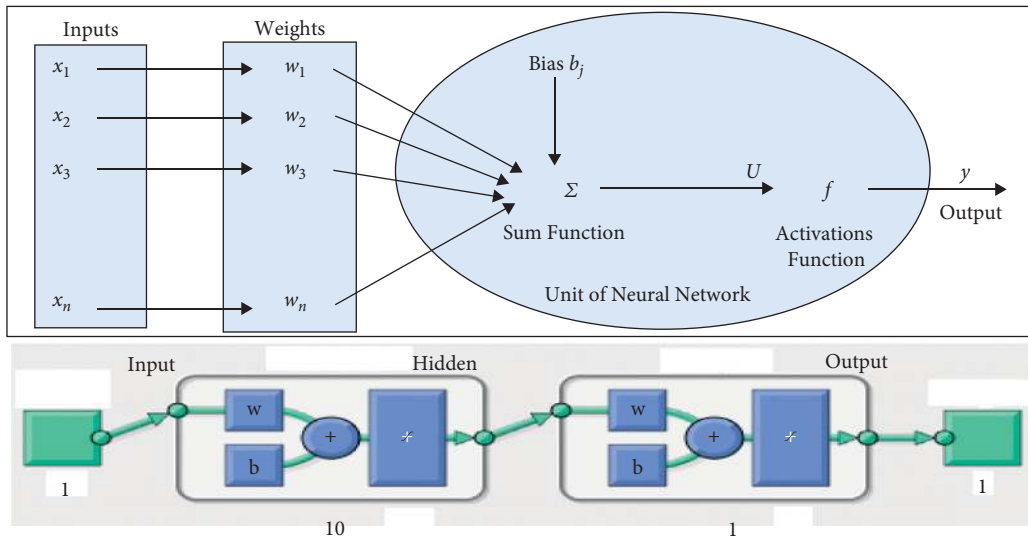 Inputs
Weights
x1
w1
Bias bj
x2
w2
x3
w3
Σ
U
f
y
Sum Function
Activations
Function
Output
xn
wn
Unit of Neural Network
Input
Hidden
Output
w
b
+
w
b
+
1
10
1
1